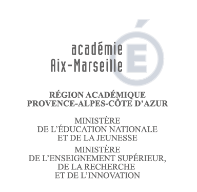 académie
Aix-Marseille
RÉGION ACADÉMIQUE
PROVENCE-ALPES-CÔTE D'AZUR
MINISTÈRE
DE L'ÉDUCATION NATIONALE
ET DE LA JEUNESSE
MINISTÈRE
DE L'ENSEIGNEMENT SUPÉRIEUR,
DE LA RECHERCHE
ET DE L'INNOVATION